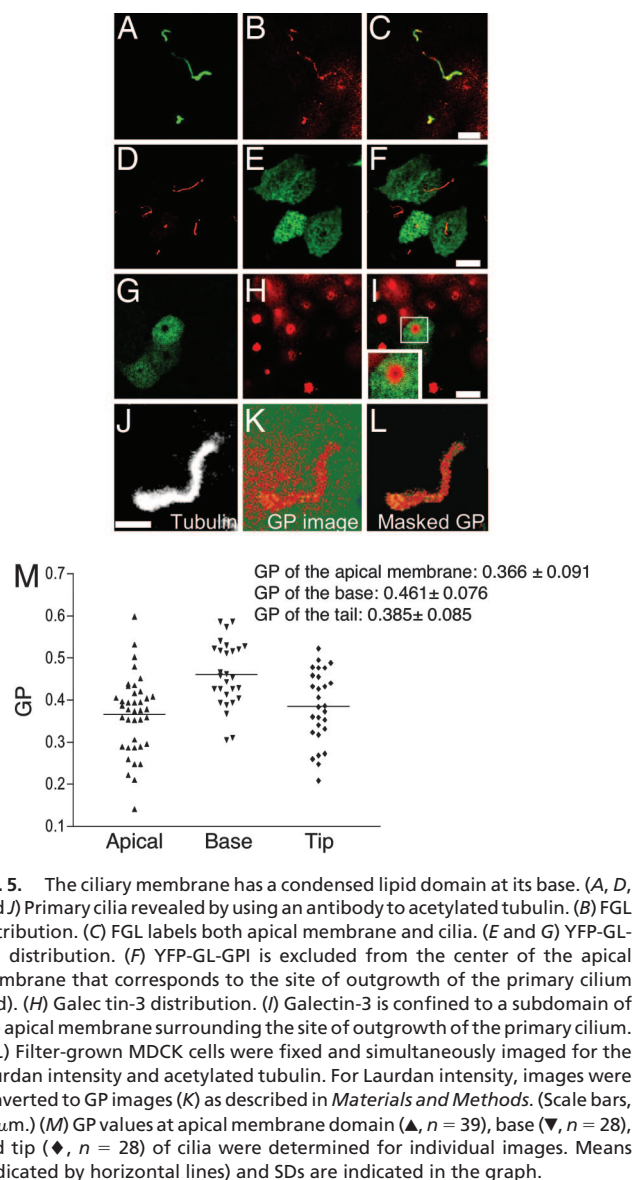 A B C
D E F
G H I
J K L
Tubulin GP image Masked GP
M
GP of the apical membrane: 0.366 ± 0.091
GP of the base: 0.461± 0.076
GP of the tail: 0.385± 0.085
0.7
0.6
0.5
0.4
0.3
0.2
0.1
GP
Apical Base Tip
. 5. The ciliary membrane has a condensed lipid domain at its base. (A, D,
d J) Primary cilia revealed by using an antibody to acetylated tubulin. (B) FGL
tribution. (C) FGL labels both apical membrane and cilia. (E and G) YFP-GL-
distribution. (F) YFP-GL-GPI is excluded from the center of the apical
mbrane that corresponds to the site of outgrowth of the primary cilium
d). (H) Galec tin-3 distribution. (I) Galectin-3 is confined to a subdomain of
apical membrane surrounding the site of outgrowth of the primary cilium.
L) Filter-grown MDCK cells were fixed and simultaneously imaged for the
urdan intensity and acetylated tubulin. For Laurdan intensity, images were
nverted to GP images (K) as described in Materials and Methods. (Scale bars,
μm.) (M) GP values at apical membrane domain (▲, n = 39), base (▼, n = 28),
d tip (♦, n = 28) of cilia were determined for individual images. Means
dicated by horizontal lines) and SDs are indicated in the graph.